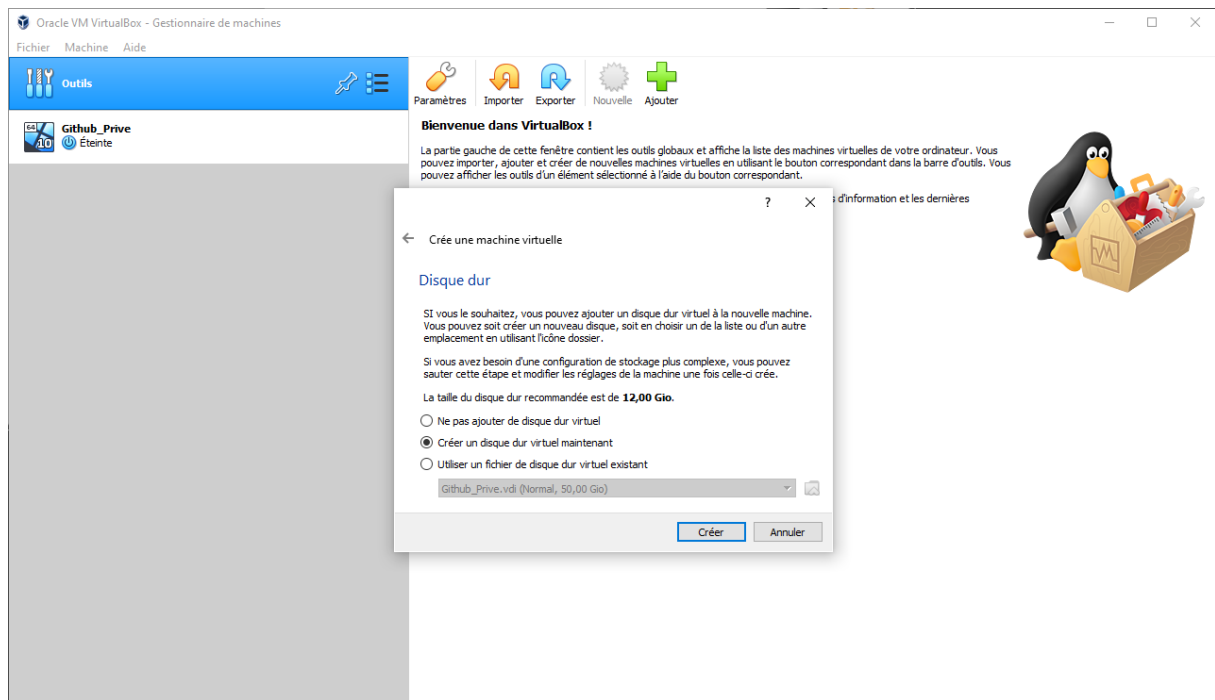 Oracle VM VirtualBox - Gestionnaire de machines
Fichier Machine Aide
Outils
Paramètres Importer Exporter Nouvelle Ajouter
64
10
Github_Prive
Éteinte
Bienvenue dans VirtualBox !
La partie gauche de cette fenêtre contient les outils globaux et affiche la liste des machines virtuelles de votre ordinateur. Vous
pouvez importer, ajouter et créer de nouvelles machines virtuelles en utilisant le bouton correspondant dans la barre d'outils. Vous
pouvez afficher les outils d'un élément sélectionné à l'aide du bouton correspondant.
s d'information et les dernières
?
Crée une machine virtuelle
Disque dur
SI vous le souhaitez, vous pouvez ajouter un disque dur virtuel à la nouvelle machine.
Vous pouvez soit créer un nouveau disque, soit en choisir un de la liste ou d'un autre
emplacement en utilisant l'icône dossier.
Si vous avez besoin d'une configuration de stockage plus complexe, vous pouvez
sauter cette étape et modifier les réglages de la machine une fois celle-ci crée.
La taille du disque dur recommandée est de 12,00 Gio.
Ne pas ajouter de disque dur virtuel
Créer un disque dur virtuel maintenant
Utiliser un fichier de disque dur virtuel existant
Github_Prive.vdi (Normal, 50,00 Gio)
Créer Annuler